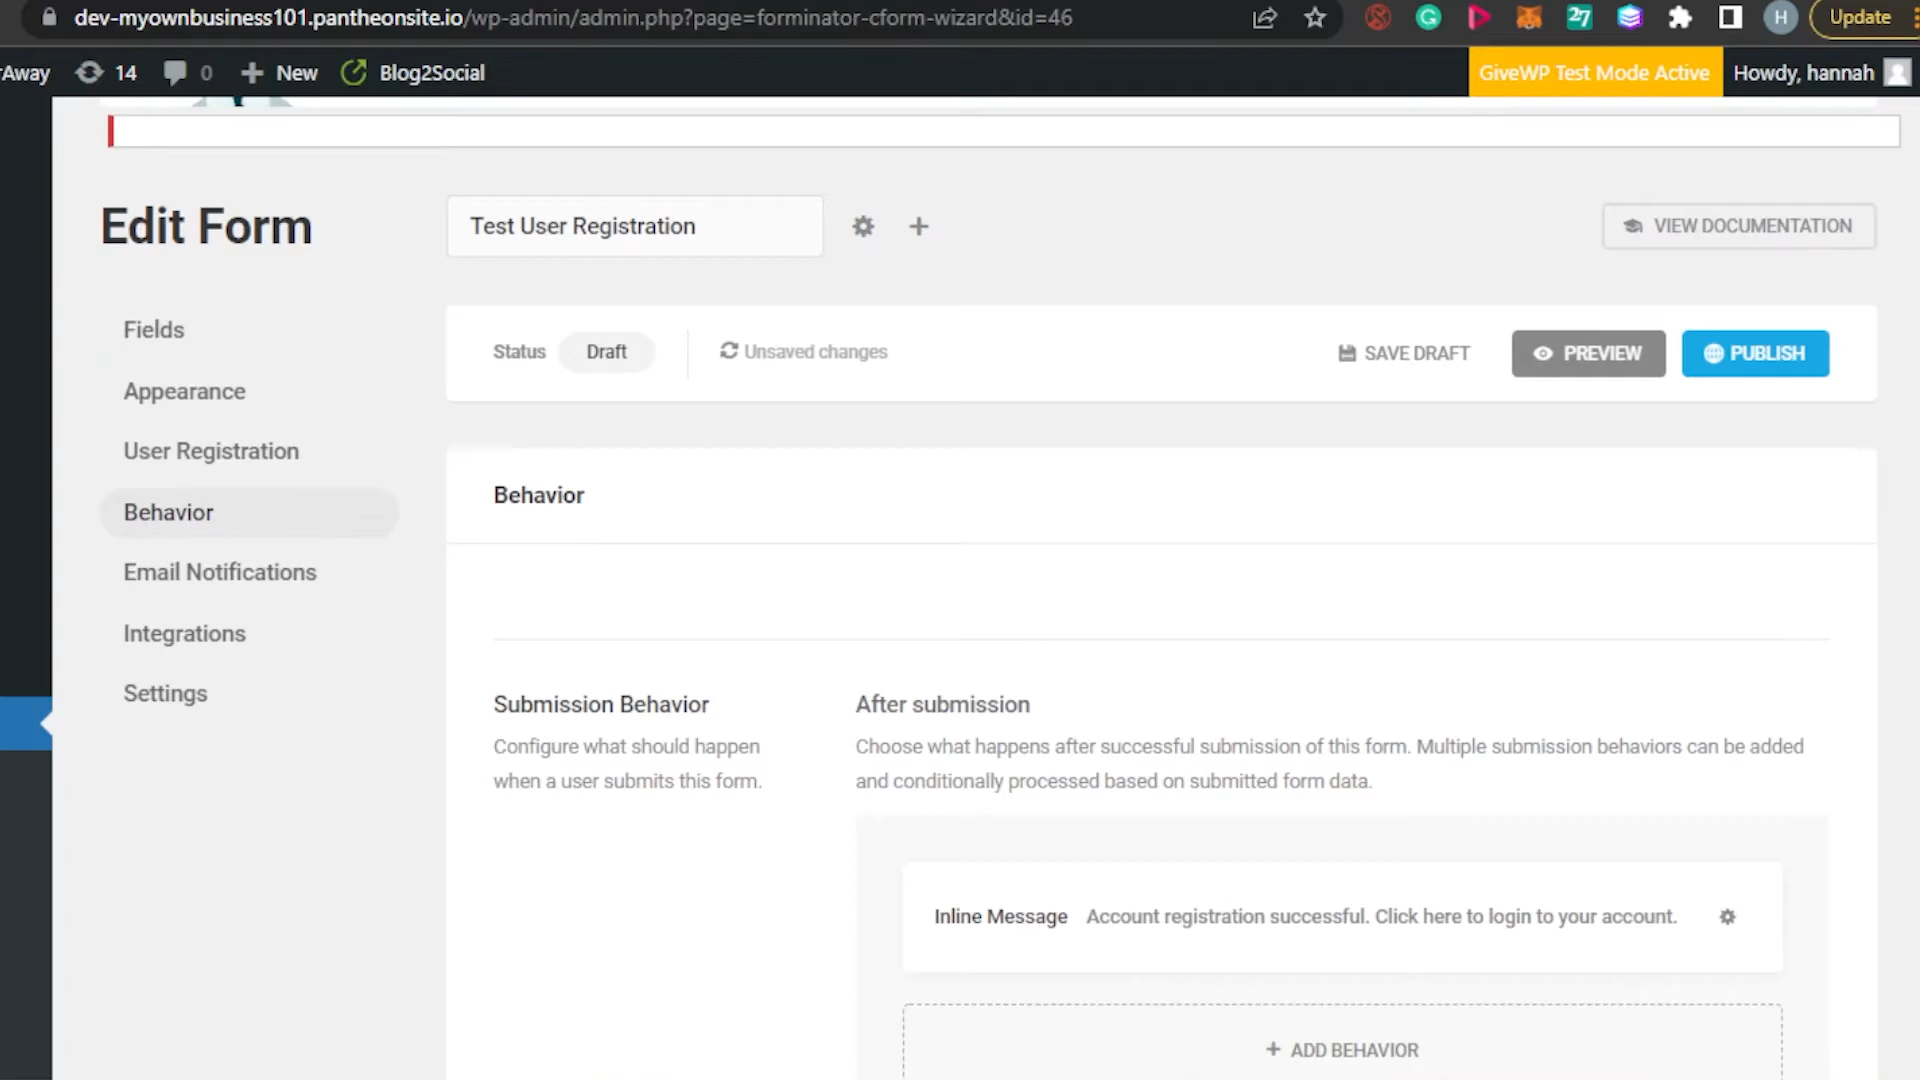 dev-myownbusiness101.pantheonsite.io/wp-admin/admin.php?page=forminator-cform-wizard&id=46
27
H
Update
rAway
14
0
New
Blog2Social
GiveWP Test Mode Active
Howdy, hannah
Edit Form
Test User Registration
VIEW DOCUMENTATION
Fields
Appearance
User Registration
Behavior
Email Notifications
Integrations
Settings
Status
Draft
Unsaved changes
SAVE DRAFT
PREVIEW
PUBLISH
Behavior
Submission Behavior
Configure what should happen
when a user submits this form.
After submission
Choose what happens after successful submission of this form. Multiple submission behaviors can be added
and conditionally processed based on submitted form data.
Inline Message
Account registration successful. Click here to login to your account.
+ ADD BEHAVIOR